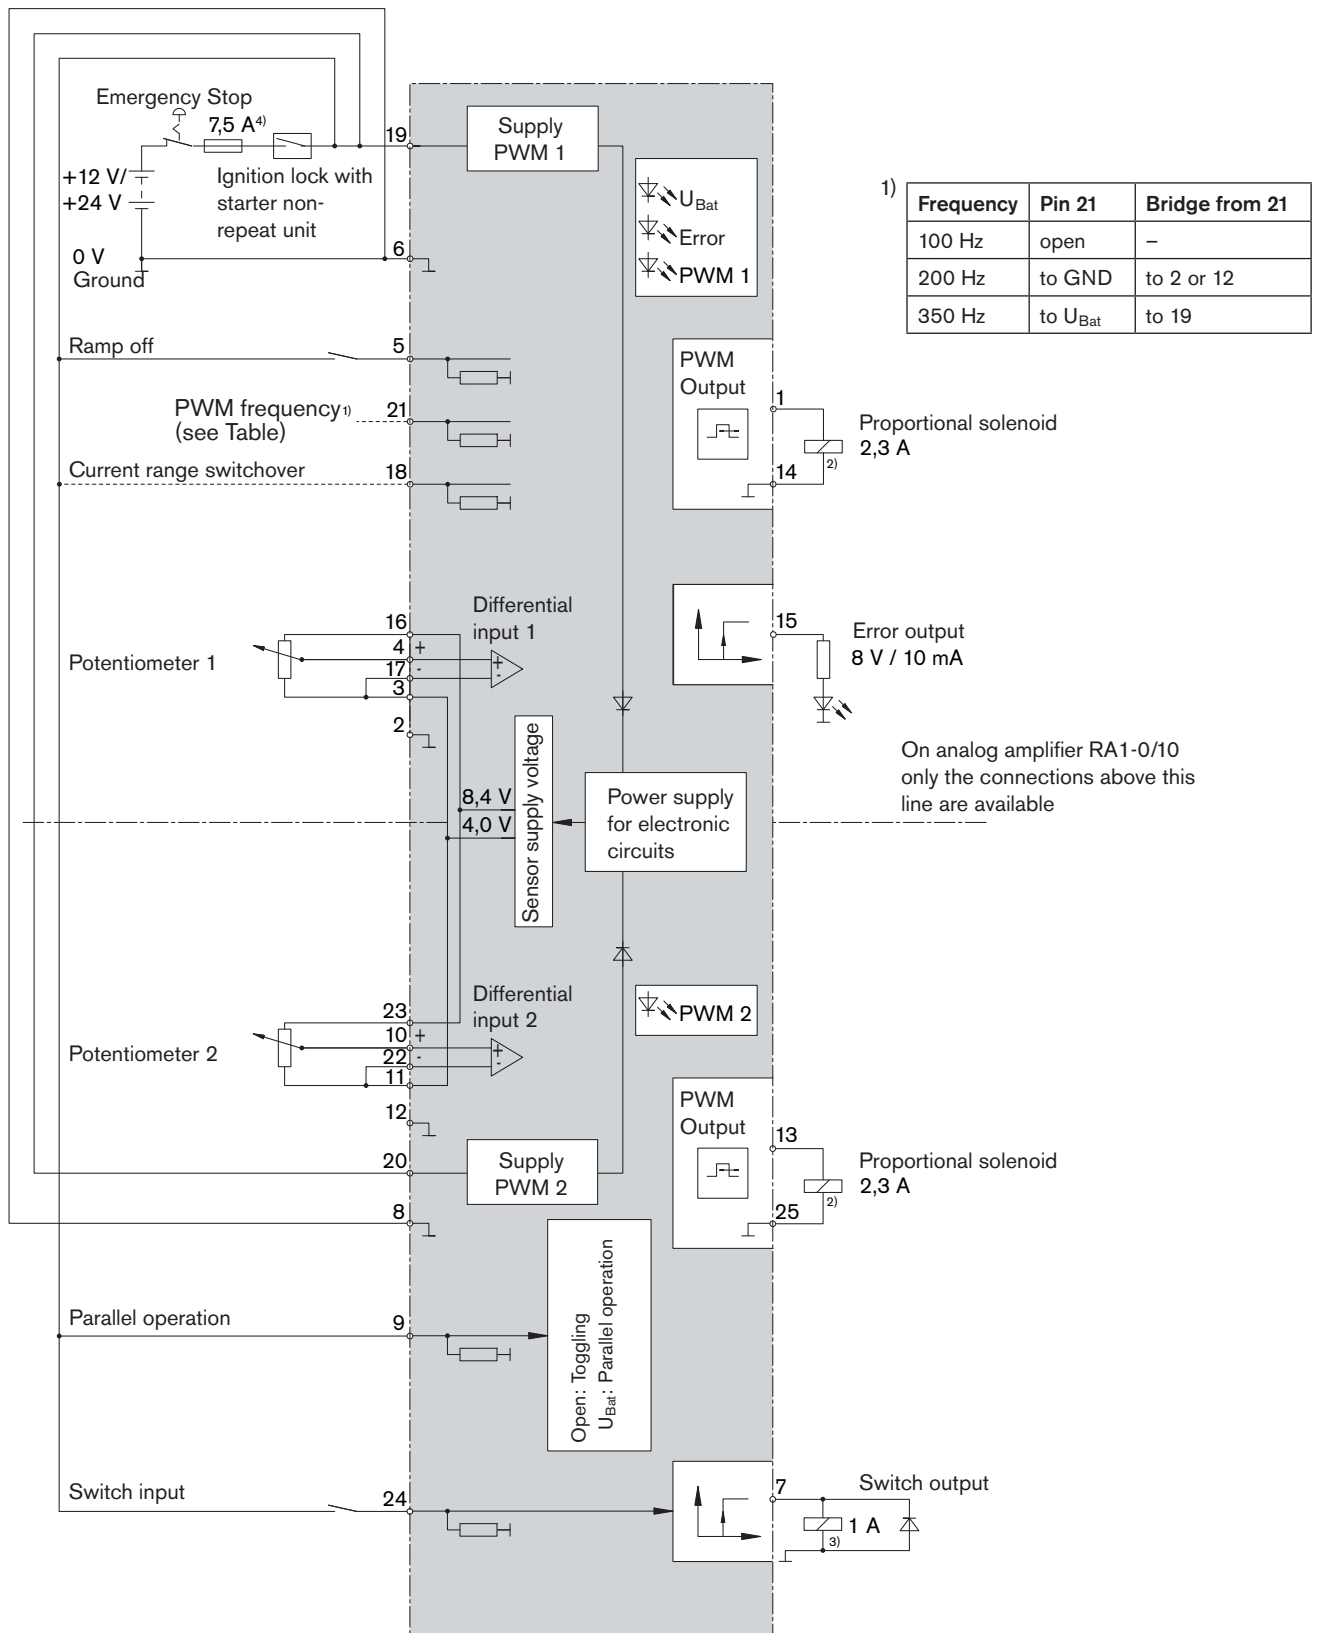 Emergency Stop
7,5 A4)
19
Supply
PWM 1
+12 V/
+24 V
Ignition lock with
starter non-
repeat unit
0 V
Ground
6
UBat
Error
PWM 1
1)
Frequency Pin 21 Bridge from 21
100 Hz open –
200 Hz to GND to 2 or 12
350 Hz to UBat to 19
Ramp off
5
PWM frequency1)
(see Table)
21
Current range switchover
18
PWM
Output
1
14
Proportional solenoid
2,3 A
2)
Potentiometer 1
16
4
17
3
2
+
-
Differential
input 1
+
-
15
Error output
8 V / 10 mA
On analog amplifier RA1-0/10
only the connections above this
line are available
8,4 V
4,0 V
Sensor supply voltage
Power supply
for electronic
circuits
Potentiometer 2
23
10
22
11
12
+
-
Differential
input 2
+
-
PWM 2
20
Supply
PWM 2
8
PWM
Output
13
25
Proportional solenoid
2,3 A
2)
Parallel operation
9
Open: Toggling
UBat: Parallel operation
Switch input
24
7
Switch output
1 A
3)